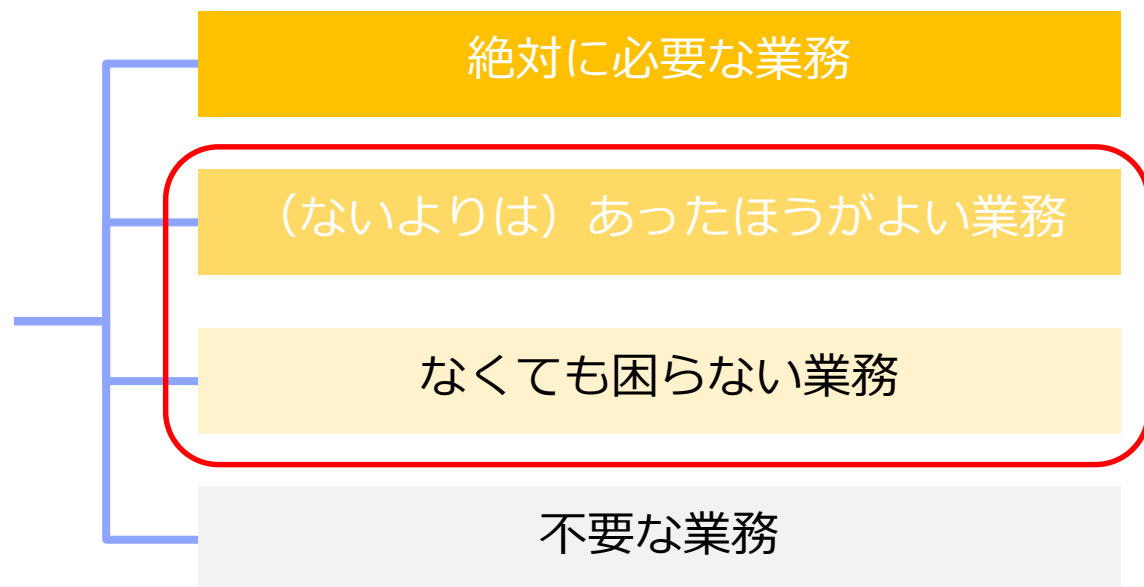 絶対に必要な業務
（ないよりは）あったほうがよい業務
なくても困らない業務
不要な業務